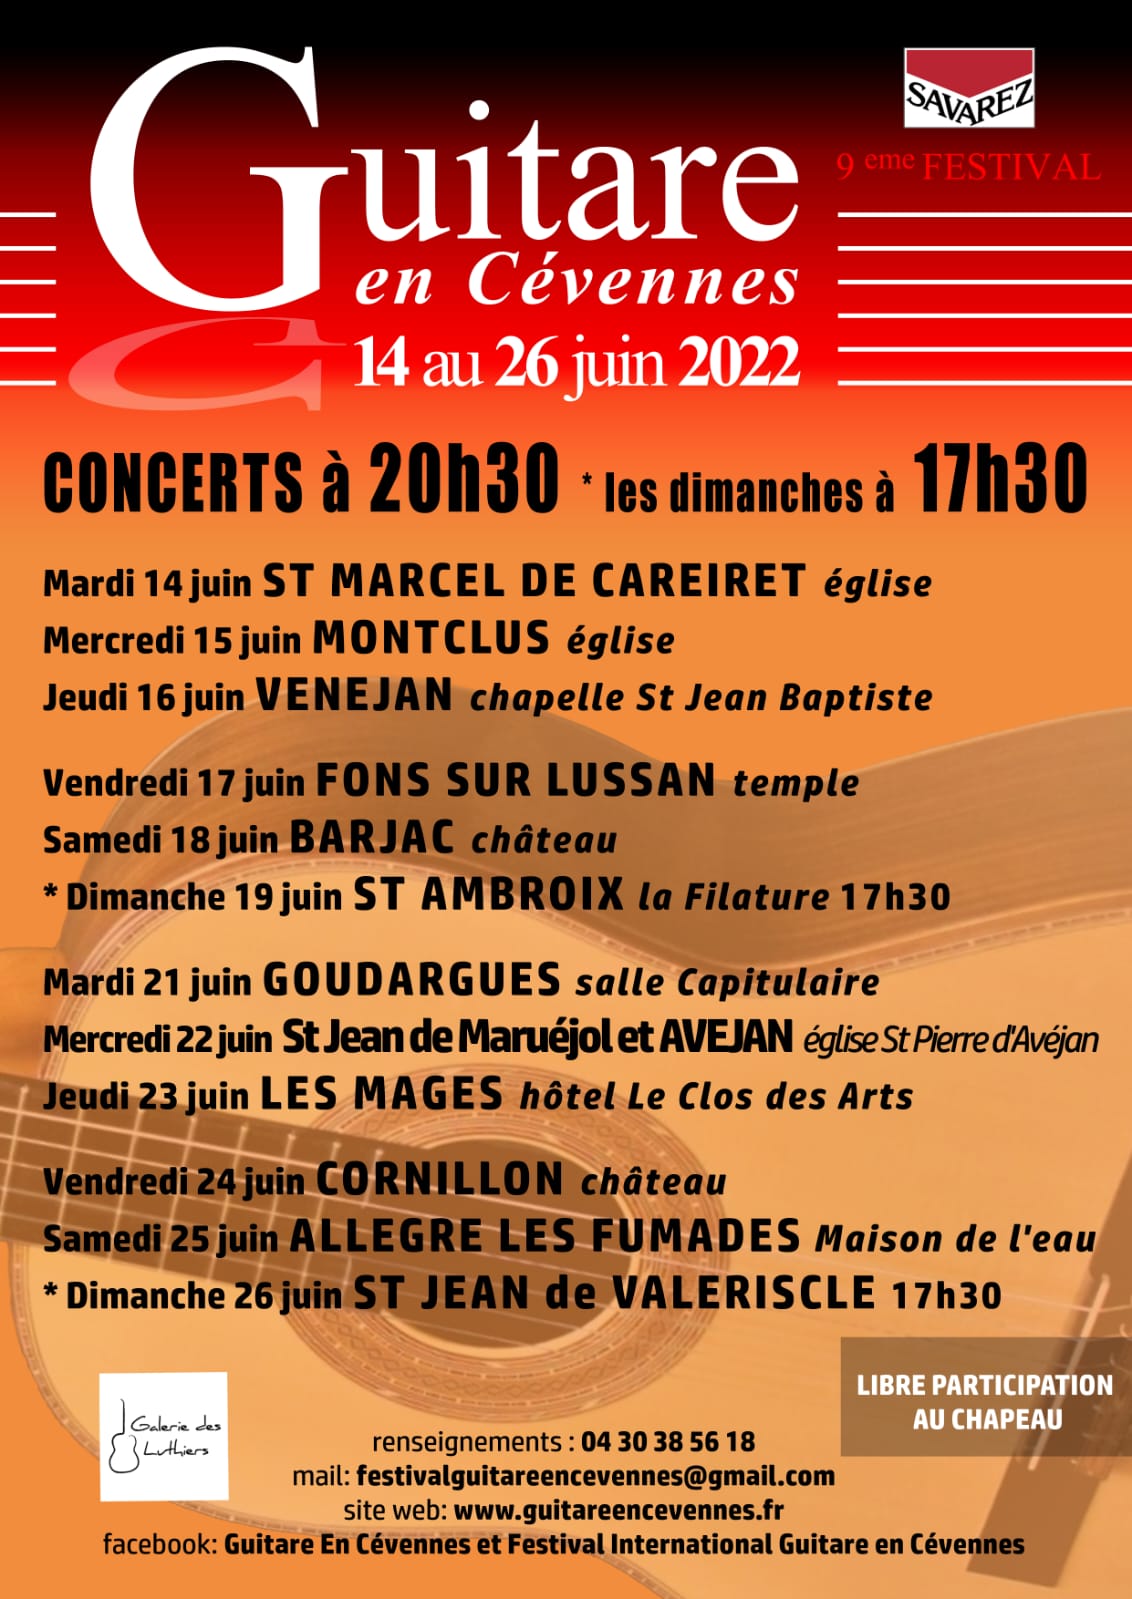 SAVAREZ
Guitare
9 eme FESTIVAL
en Cévennes
14 au 26 juin 2022
CONCERTS à 20h30 * les dimanches à 17h30
Mardi 14 juin ST MARCEL DE CAREIRET église
Mercredi 15 juin MONTCLUS église
Jeudi 16 juin VENEJAN chapelle St Jean Baptiste
Vendredi 17 juin FONS SUR LUSSAN temple
Samedi 18 juin BARJAC château
* Dimanche 19 juin ST AMBROIX la Filature 17h30
Mardi 21 juin GOUDARGUES salle Capitulaire
Mercredi 22 juin St Jean de Maruéjol et AVEJAN église St Pierre d'Avéjan
Jeudi 23 juin LES MAGES hôtel Le Clos des Arts
Vendredi 24 juin CORNILLON château
Samedi 25 juin ALLEGRE LES FUMADES Maison de l'eau
* Dimanche 26 juin ST JEAN de VALERISCLE 17h30
LIBRE PARTICIPATION
AU CHAPEAU
Galerie des
Luthiers
renseignements : 04 30 38 56 18
mail: festivalguitareencevennes@gmail.com
site web: www.guitareencevennes.fr
facebook: Guitare En Cévennes et Festival International Guitare en Cévennes